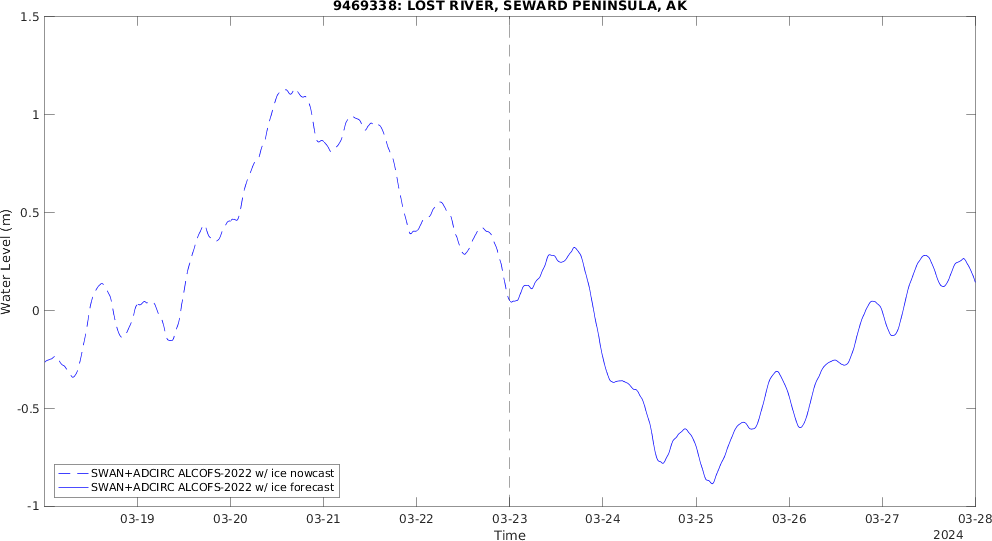 9469338: LOST RIVER, SEWARD PENINSULA, AK
1.5
1
0.5
0
-0.5
-1
Water Level (m)
SWAN+ADCIRC ALCOFS-2022 w/ ice nowcast
SWAN+ADCIRC ALCOFS-2022 w/ ice forecast
03-19 03-20 03-21 03-22 03-23 03-24 03-25 03-26 03-27 03-28
Time
2024